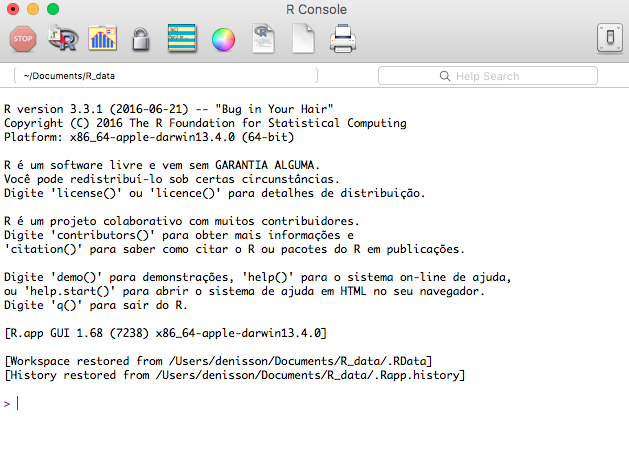 R Console
STOP
~/Documents/R_data
Help Search
R version 3.3.1 (2016-06-21) -- "Bug in Your Hair"
Copyright (C) 2016 The R Foundation for Statistical Computing
Platform: x86_64-apple-darwin13.4.0 (64-bit)
R é um software livre e vem sem GARANTIA ALGUMA.
Você pode redistribuí-lo sob certas circunstâncias.
Digite 'license()' ou 'licence()' para detalhes de distribuição.
R é um projeto colaborativo com muitos contribuidores.
Digite 'contributors()' para obter mais informações e
'citation()' para saber como citar o R ou pacotes do R em publicações.
Digite 'demo()' para demonstrações, 'help()' para o sistema on-line de ajuda,
ou 'help.start()' para abrir o sistema de ajuda em HTML no seu navegador.
Digite 'q()' para sair do R.
[R.app GUI 1.68 (7238) x86_64-apple-darwin13.4.0]
[Workspace restored from /Users/denisson/Documents/R_data/.RData]
[History restored from /Users/denisson/Documents/R_data/.Rapp.history]
>